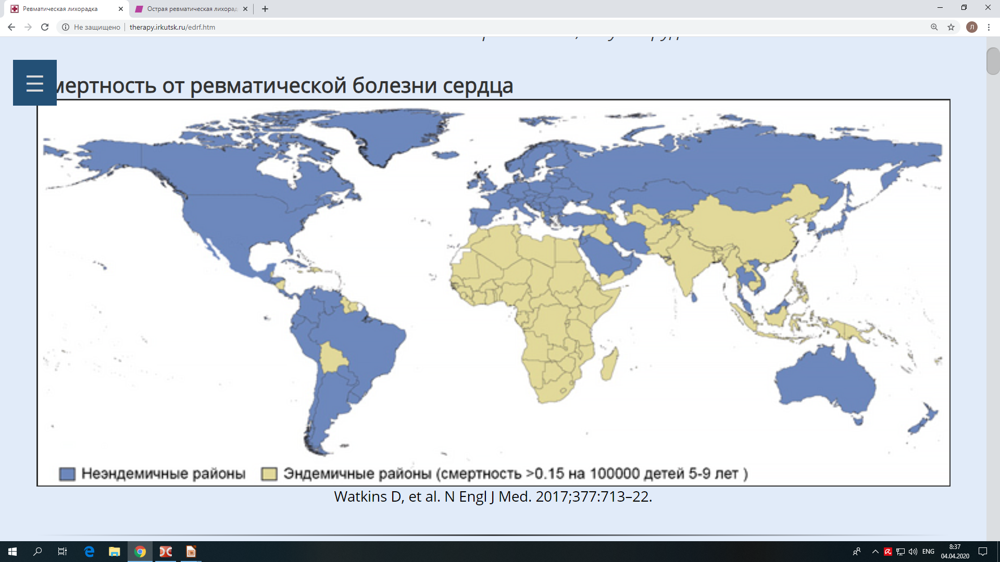 Ревматическая лихорадка
Острая ревматическая лихорад
Не защищено
therapy.irkutsk.ru/edrf.htm
Л
мертность от ревматической болезни сердца
Неэндемичные районы
Эндемичные районы (смертность >0.15 на 100000 детей 5-9 лет )
Watkins D, et al. N Engl J Med. 2017;377:713–22.
ENG
8:37
04.04.2020